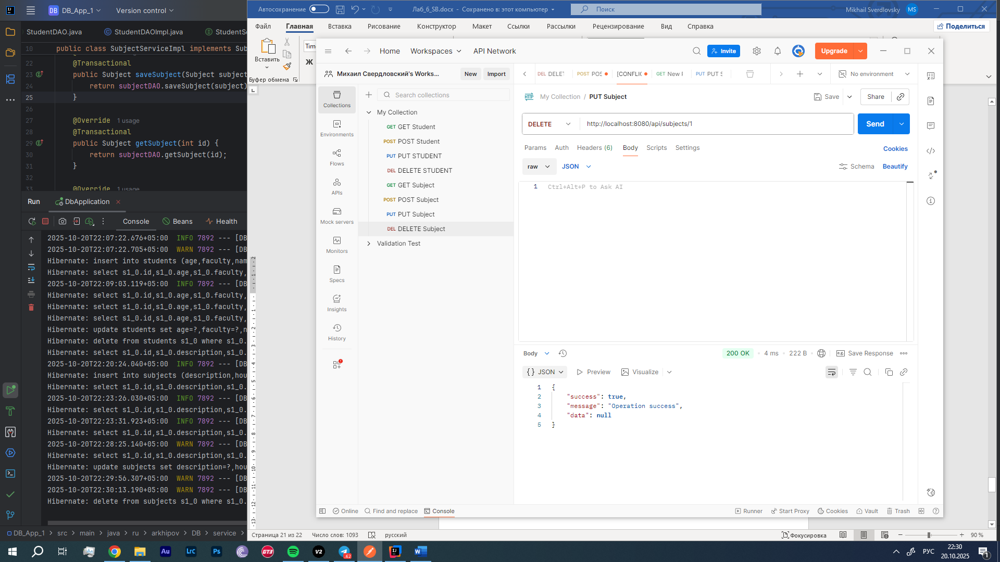 DB DB_App_1 Version control
StudentDAO.java StudentDAOImpl.java StudentSe
10 public class SubjectServiceImpl implements Sub
22 @Transactional
23 public Subject saveSubject(Subject subject
24 return subjectDAO.saveSubject(subject)
25 }
26
27 @Override 1 usage
28 @Transactional
29 public Subject getSubject(int id) {
30 return subjectDAO.getSubject(id);
31 }
32
33 @Override 1 usage
Run DbApplication
Console Beans Health
2025-10-20T22:07:22.676+05:00 INFO 7892 --- [DB
2025-10-20T22:07:22.705+05:00 WARN 7892 --- [DB
Hibernate: insert into students (age,faculty,nam
Hibernate: select s1_0.id,s1_0.age,s1_0.faculty,
2025-10-20T22:09:03.119+05:00 INFO 7892 --- [DB
Hibernate: select s1_0.id,s1_0.age,s1_0.faculty,
Hibernate: select s1_0.id,s1_0.age,s1_0.faculty,
Hibernate: select s1_0.id,s1_0.age,s1_0.faculty,
Hibernate: update students set age=?,faculty=?,n
Hibernate: delete from students s1_0 where s1_0.
Hibernate: select s1_0.id,s1_0.description,s1_0.
2025-10-20T22:20:24.040+05:00 INFO 7892 --- [DB
Hibernate: insert into subjects (description,hou
Hibernate: select s1_0.id,s1_0.description,s1_0.
2025-10-20T22:23:26.030+05:00 INFO 7892 --- [DB
Hibernate: select s1_0.id,s1_0.description,s1_0.
2025-10-20T22:23:31.923+05:00 INFO 7892 --- [DB
Hibernate: select s1_0.id,s1_0.description,s1_0.
2025-10-20T22:28:25.140+05:00 WARN 7892 --- [DB
Hibernate: select s1_0.id,s1_0.description,s1_0.
Hibernate: update subjects set description=?,hou
2025-10-20T22:29:56.307+05:00 WARN 7892 --- [DB
2025-10-20T22:30:13.190+05:00 WARN 7892 --- [DB
Hibernate: delete from subjects s1_0 where s1_0.
DB_App_1 > src > main > java > ru > arkhipov > DB > service >
Автосохранение Лаб_6_SB.docx - Сохранено в: этот компьютер Поиск Mikhail Sverdlovsky MS
Файл Главная Вставка Рисование Конструктор Макет Ссылки Рассылки Рецензирование Вид Справка Поделиться
Вставить
Tim
Ж
Буфер обмена
Home Workspaces API Network Invite Upgrade
Михаил Свердловский's Works... New Import
DEL DELET POST POS [CONFLIC GET New F PUT PUT S No environment
Collections
Environments
Flows
APIs
Mock servers
Monitors
Specs
Insights
History
Search collections
My Collection
GET GET Student
POST POST Student
PUT PUT STUDENT
DEL DELETE STUDENT
GET GET Subject
POST POST Subject
PUT PUT Subject
DEL DELETE Subject
Validation Test
HTTP My Collection / PUT Subject Save Share
DELETE http://localhost:8080/api/subjects/1 Send
Params Auth Headers (6) Body Scripts Settings Cookies
raw JSON Schema Beautify
1 Ctrl+Alt+P to Ask AI
Body 200 OK 4 ms 222 B Save Response
{} JSON Preview Visualize
1 {
2 "success": true,
3 "message": "Operation success",
4 "data": null
5 }
Online Find and replace Console Runner Start Proxy Cookies Vault Trash
Страница 21 из 22 Число слов: 1093 русский Фокусировка 90 %
Au Lrc Ps GT3 V2 62 РУС 22:30
20.10.2025 1